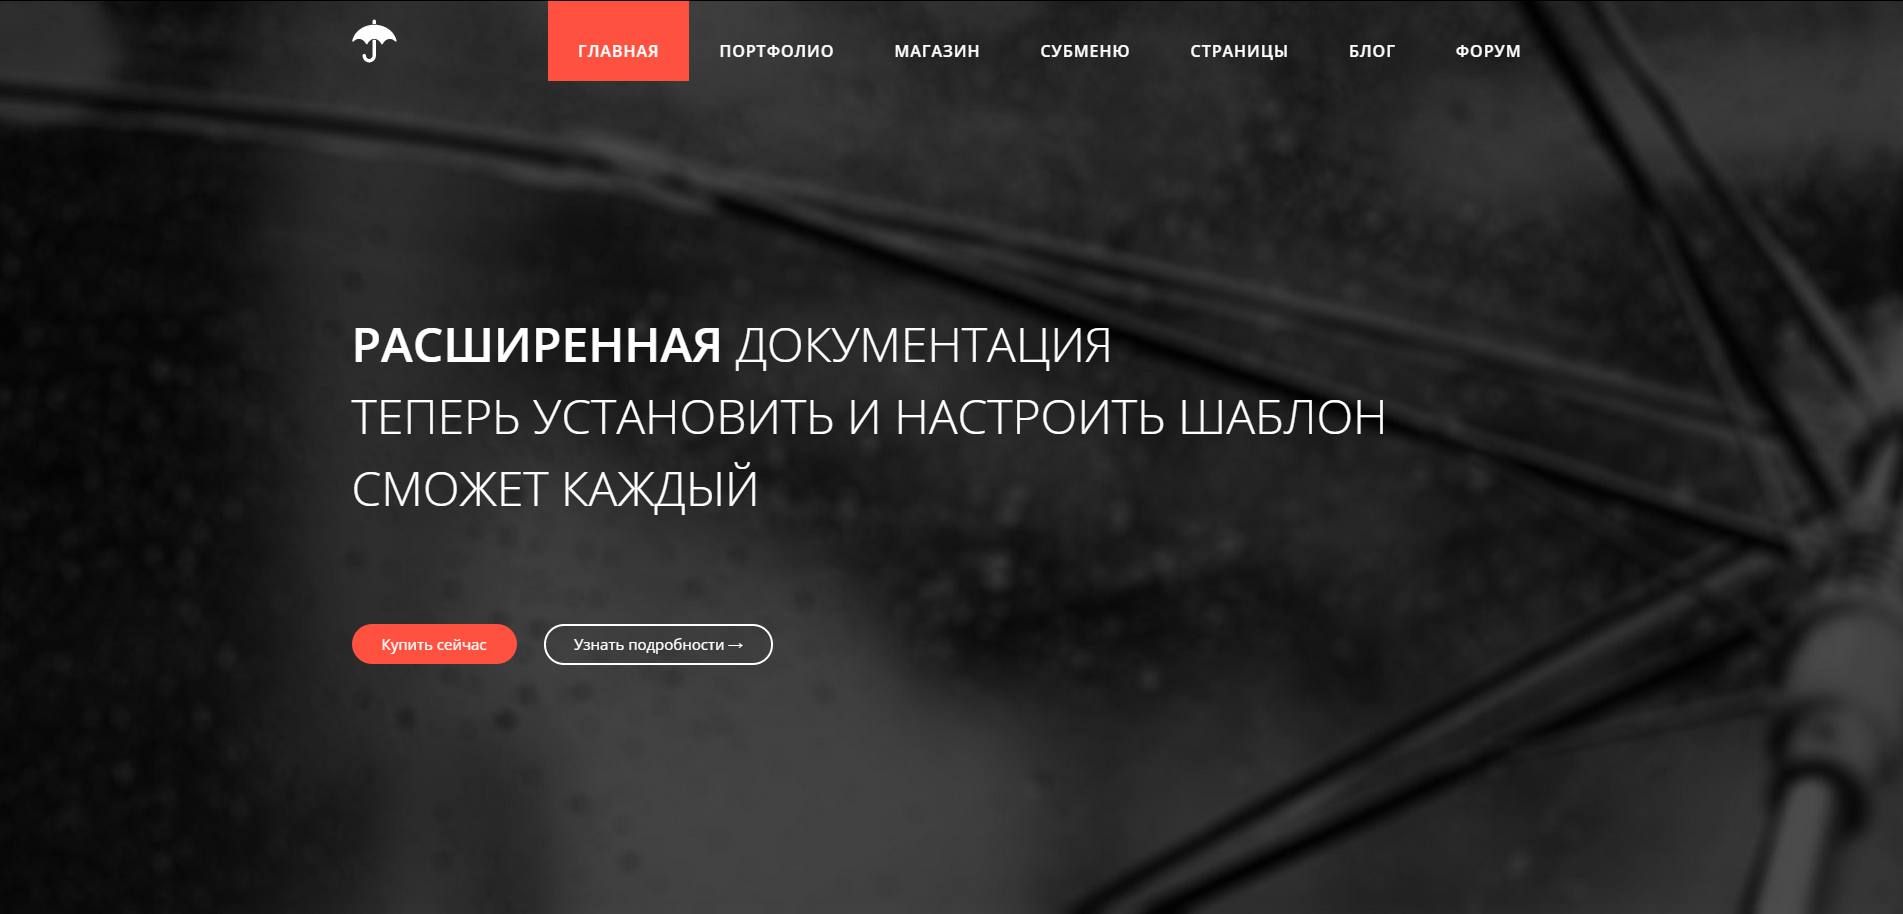 ГЛАВНАЯ ПОРТФОЛИО МАГАЗИН СУБМЕНЮ СТРАНИЦЫ БЛОГ ФОРУМ
РАСШИРЕННАЯ ДОКУМЕНТАЦИЯ
ТЕПЕРЬ УСТАНОВИТЬ И НАСТРОИТЬ ШАБЛОН
СМОЖЕТ КАЖДЫЙ
Купить сейчас Узнать подробности →